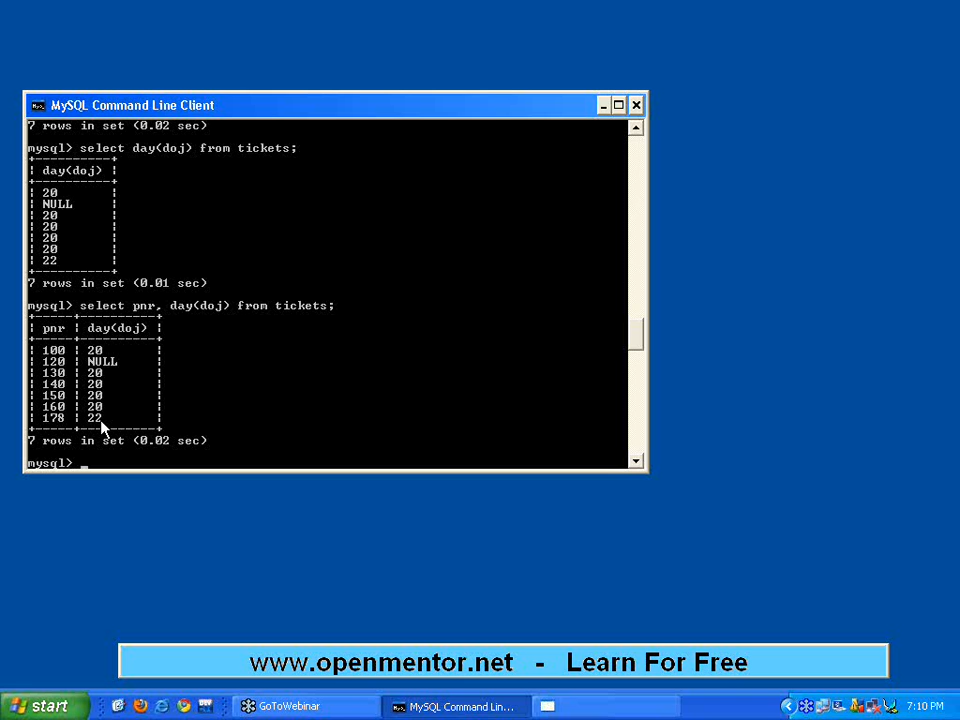 MySQL Command Line Client
7 rows in set (0.02 sec)
mysql> select day(doj) from tickets;
+----------+
| day(doj) |
+----------+
| 20       |
| NULL     |
| 20       |
| 20       |
| 20       |
| 20       |
| 22       |
+----------+
7 rows in set (0.01 sec)
mysql> select pnr, day(doj) from tickets;
+-----+----------+
| pnr | day(doj) |
+-----+----------+
| 100 | 20       |
| 120 | NULL     |
| 130 | 20       |
| 140 | 20       |
| 150 | 20       |
| 160 | 20       |
| 178 | 22       |
+-----+----------+
7 rows in set (0.02 sec)
mysql> _
www.openmentor.net - Learn For Free
start
GoToWebinar
MySQL Command Lin...
7:10 PM